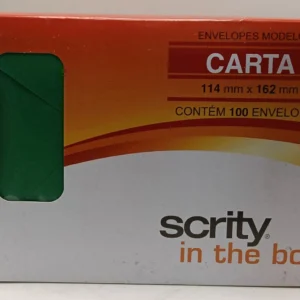 ENVELOPES MODELO
CARTA
114 mm x 162 mm
CONTÉM 100 ENVELO
scrity
in the bo